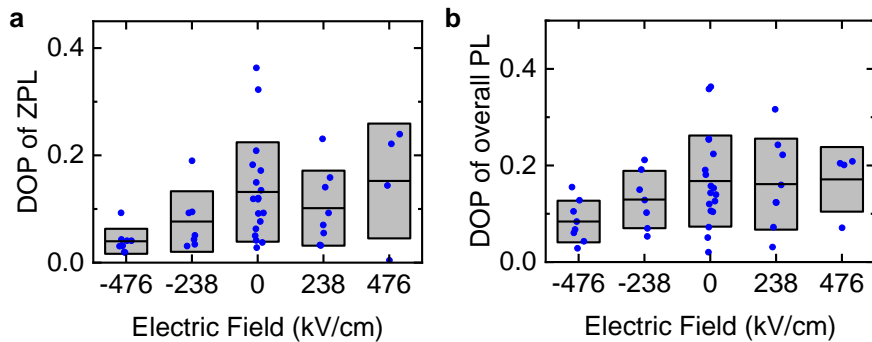 a
DOP of ZPL
0.4
0.2
0.0
-476 -238 0 238 476
Electric Field (kV/cm)
b
DOP of overall PL
0.4
0.2
0.0
-476 -238 0 238 476
Electric Field (kV/cm)